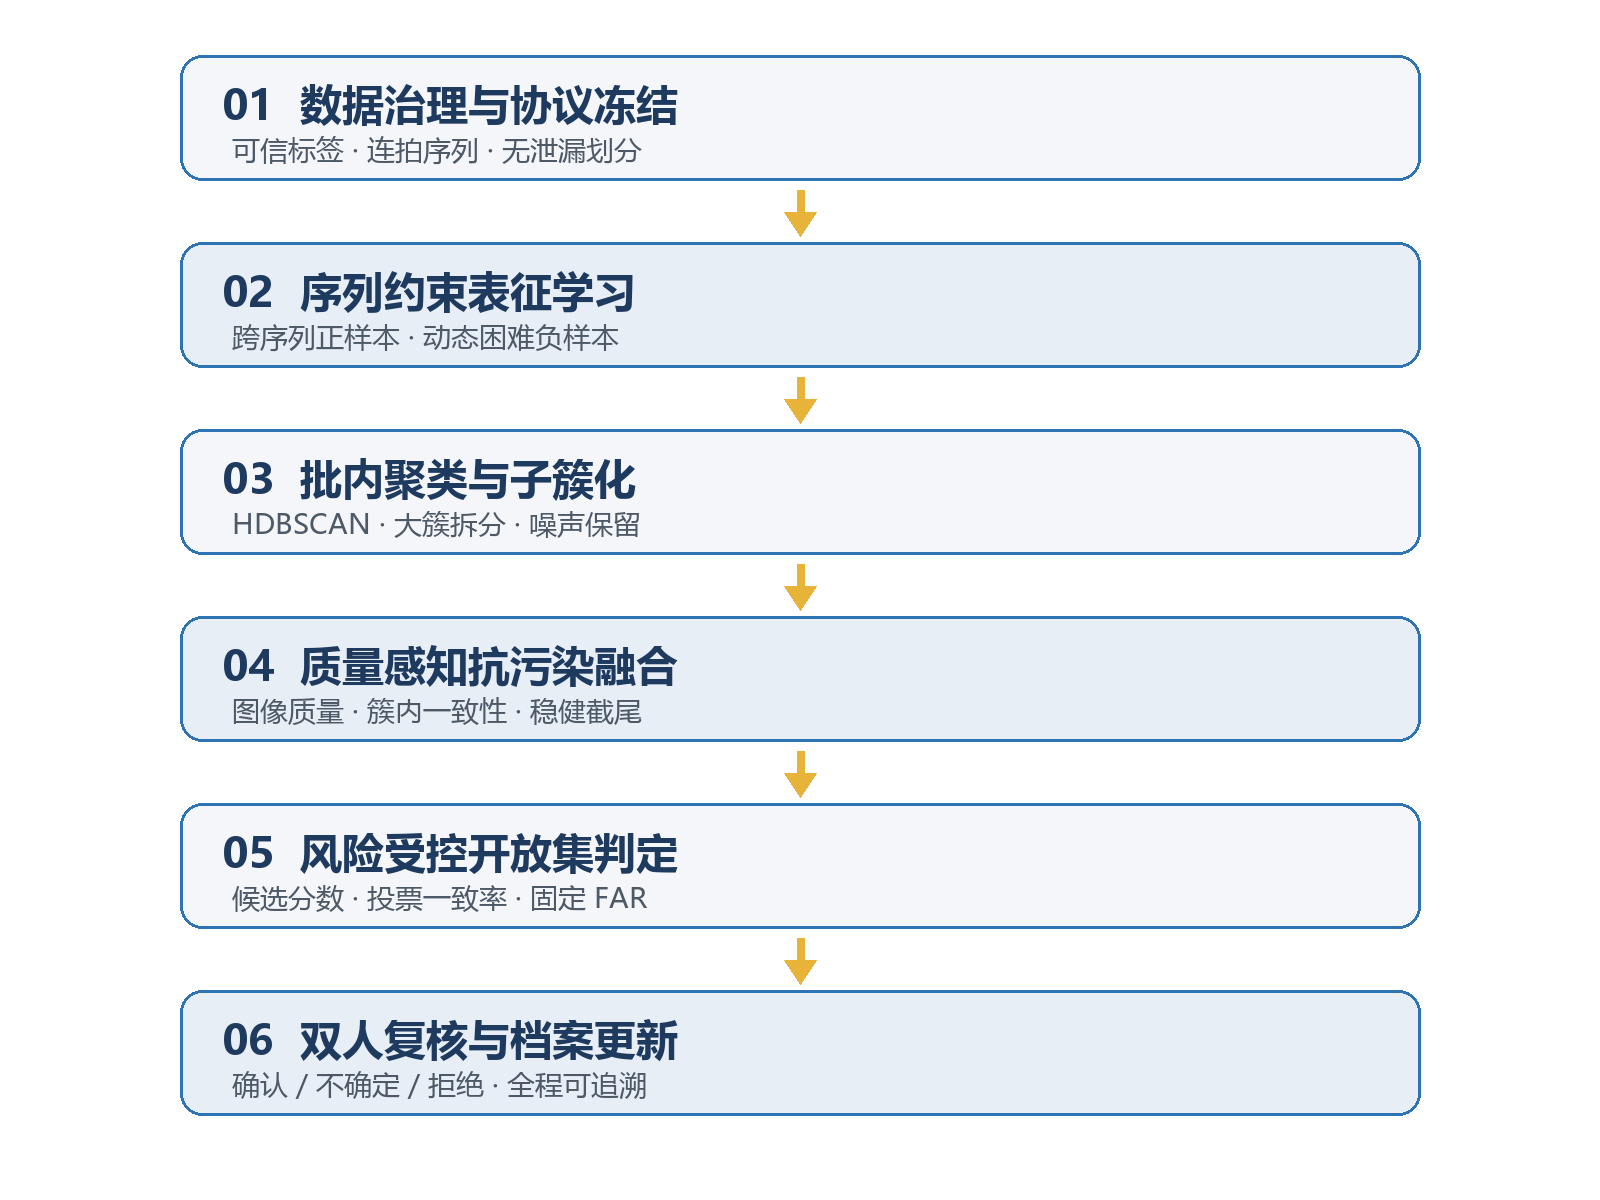 01 数据治理与协议冻结
可信标签 · 连拍序列 · 无泄漏划分
02 序列约束表征学习
跨序列正样本 · 动态困难负样本
03 批内聚类与子簇化
HDBSCAN · 大簇拆分 · 噪声保留
04 质量感知抗污染融合
图像质量 · 簇内一致性 · 稳健截尾
05 风险受控开放集判定
候选分数 · 投票一致率 · 固定 FAR
06 双人复核与档案更新
确认 / 不确定 / 拒绝 · 全程可追溯